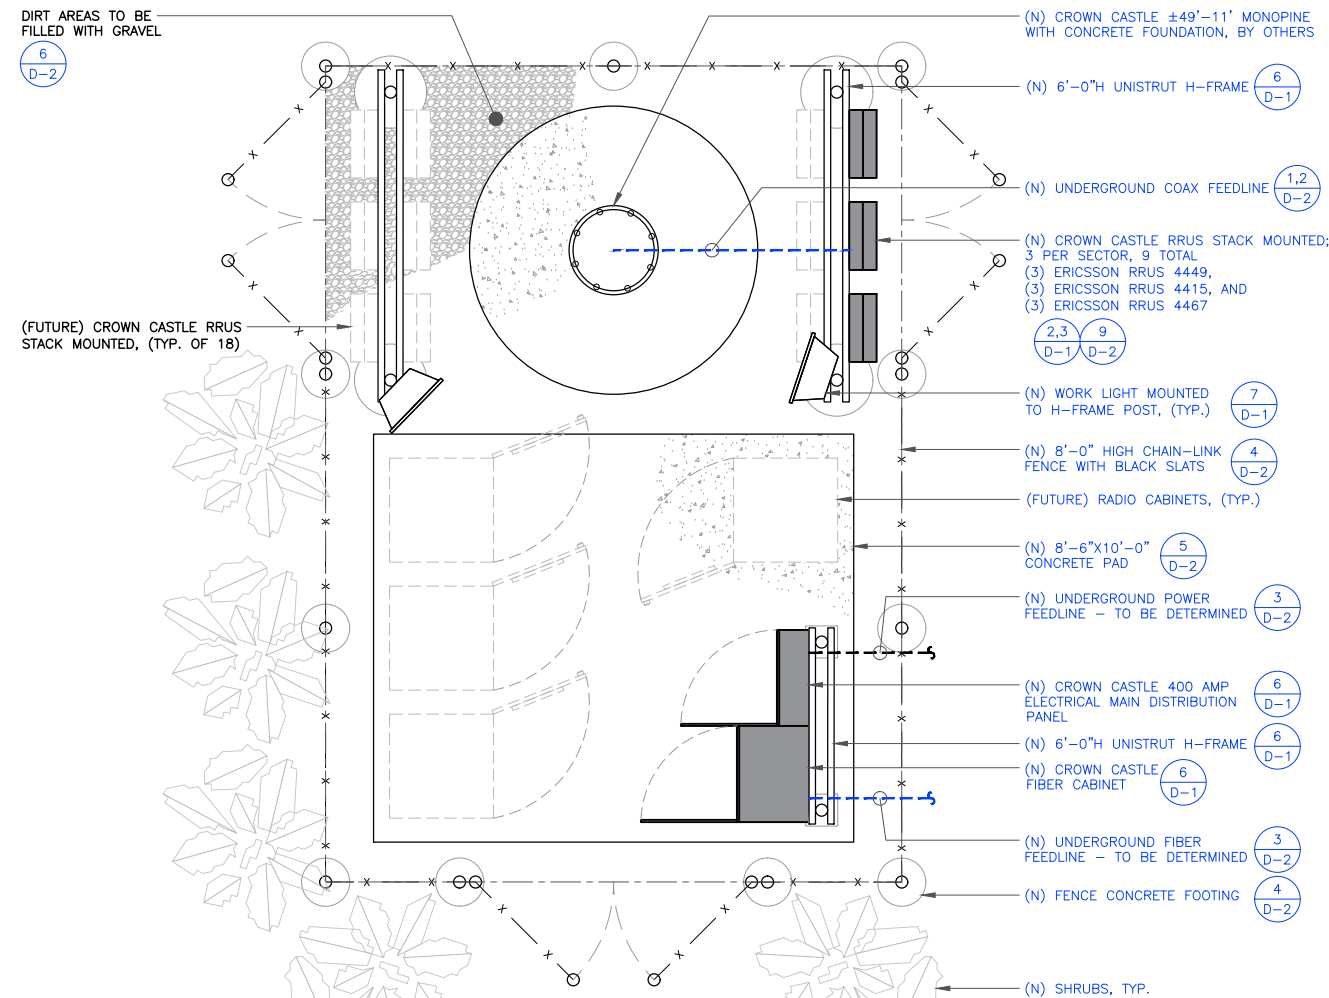 DIRT AREAS TO BE
FILLED WITH GRAVEL
6
D-2
(FUTURE) CROWN CASTLE RRUS
STACK MOUNTED, (TYP. OF 18)
(N) CROWN CASTLE ±49'-11' MONOPINE
WITH CONCRETE FOUNDATION, BY OTHERS
(N) 6'-0"H UNISTRUT H-FRAME
6
D-1
(N) UNDERGROUND COAX FEEDLINE
1,2
D-2
(N) CROWN CASTLE RRUS STACK MOUNTED;
3 PER SECTOR, 9 TOTAL
(3) ERICSSON RRUS 4449,
(3) ERICSSON RRUS 4415, AND
(3) ERICSSON RRUS 4467
2,3
D-1
9
D-2
(N) WORK LIGHT MOUNTED
TO H-FRAME POST, (TYP.)
7
D-1
(N) 8'-0" HIGH CHAIN-LINK
FENCE WITH BLACK SLATS
4
D-2
(FUTURE) RADIO CABINETS, (TYP.)
(N) 8'-6"X10'-0"
CONCRETE PAD
5
D-2
(N) UNDERGROUND POWER
FEEDLINE - TO BE DETERMINED
3
D-2
(N) CROWN CASTLE 400 AMP
ELECTRICAL MAIN DISTRIBUTION
PANEL
6
D-1
(N) 6'-0"H UNISTRUT H-FRAME
6
D-1
(N) CROWN CASTLE
FIBER CABINET
6
D-1
(N) UNDERGROUND FIBER
FEEDLINE - TO BE DETERMINED
3
D-2
(N) FENCE CONCRETE FOOTING
4
D-2
(N) SHRUBS, TYP.